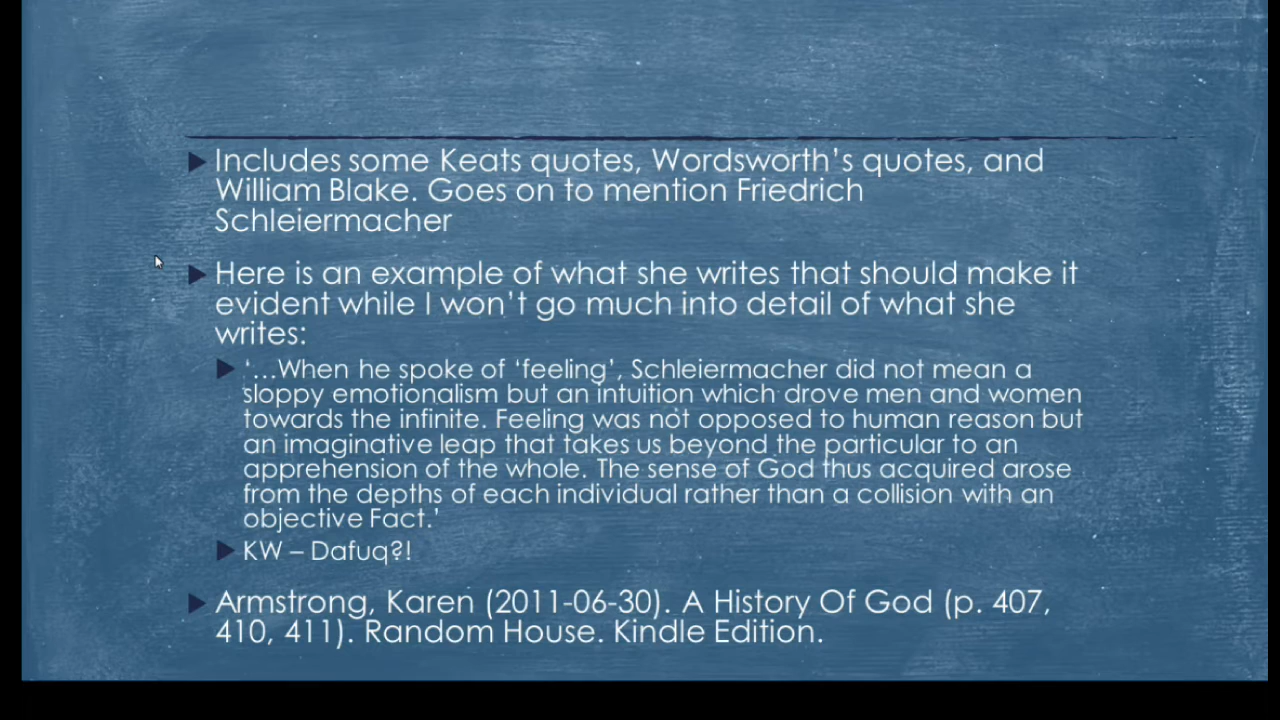 Includes some Keats quotes, Wordsworth’s quotes, and
William Blake. Goes on to mention Friedrich
Schleiermacher
Here is an example of what she writes that should make it
evident while I won’t go much into detail of what she
writes:
‘…When he spoke of ‘feeling’, Schleiermacher did not mean a
sloppy emotionalism but an intuition which drove men and women
towards the infinite. Feeling was not opposed to human reason but
an imaginative leap that takes us beyond the particular to an
apprehension of the whole. The sense of God thus acquired arose
from the depths of each individual rather than a collision with an
objective Fact.’
KW – Dafuq?!
Armstrong, Karen (2011-06-30). A History Of God (p. 407,
410, 411). Random House. Kindle Edition.